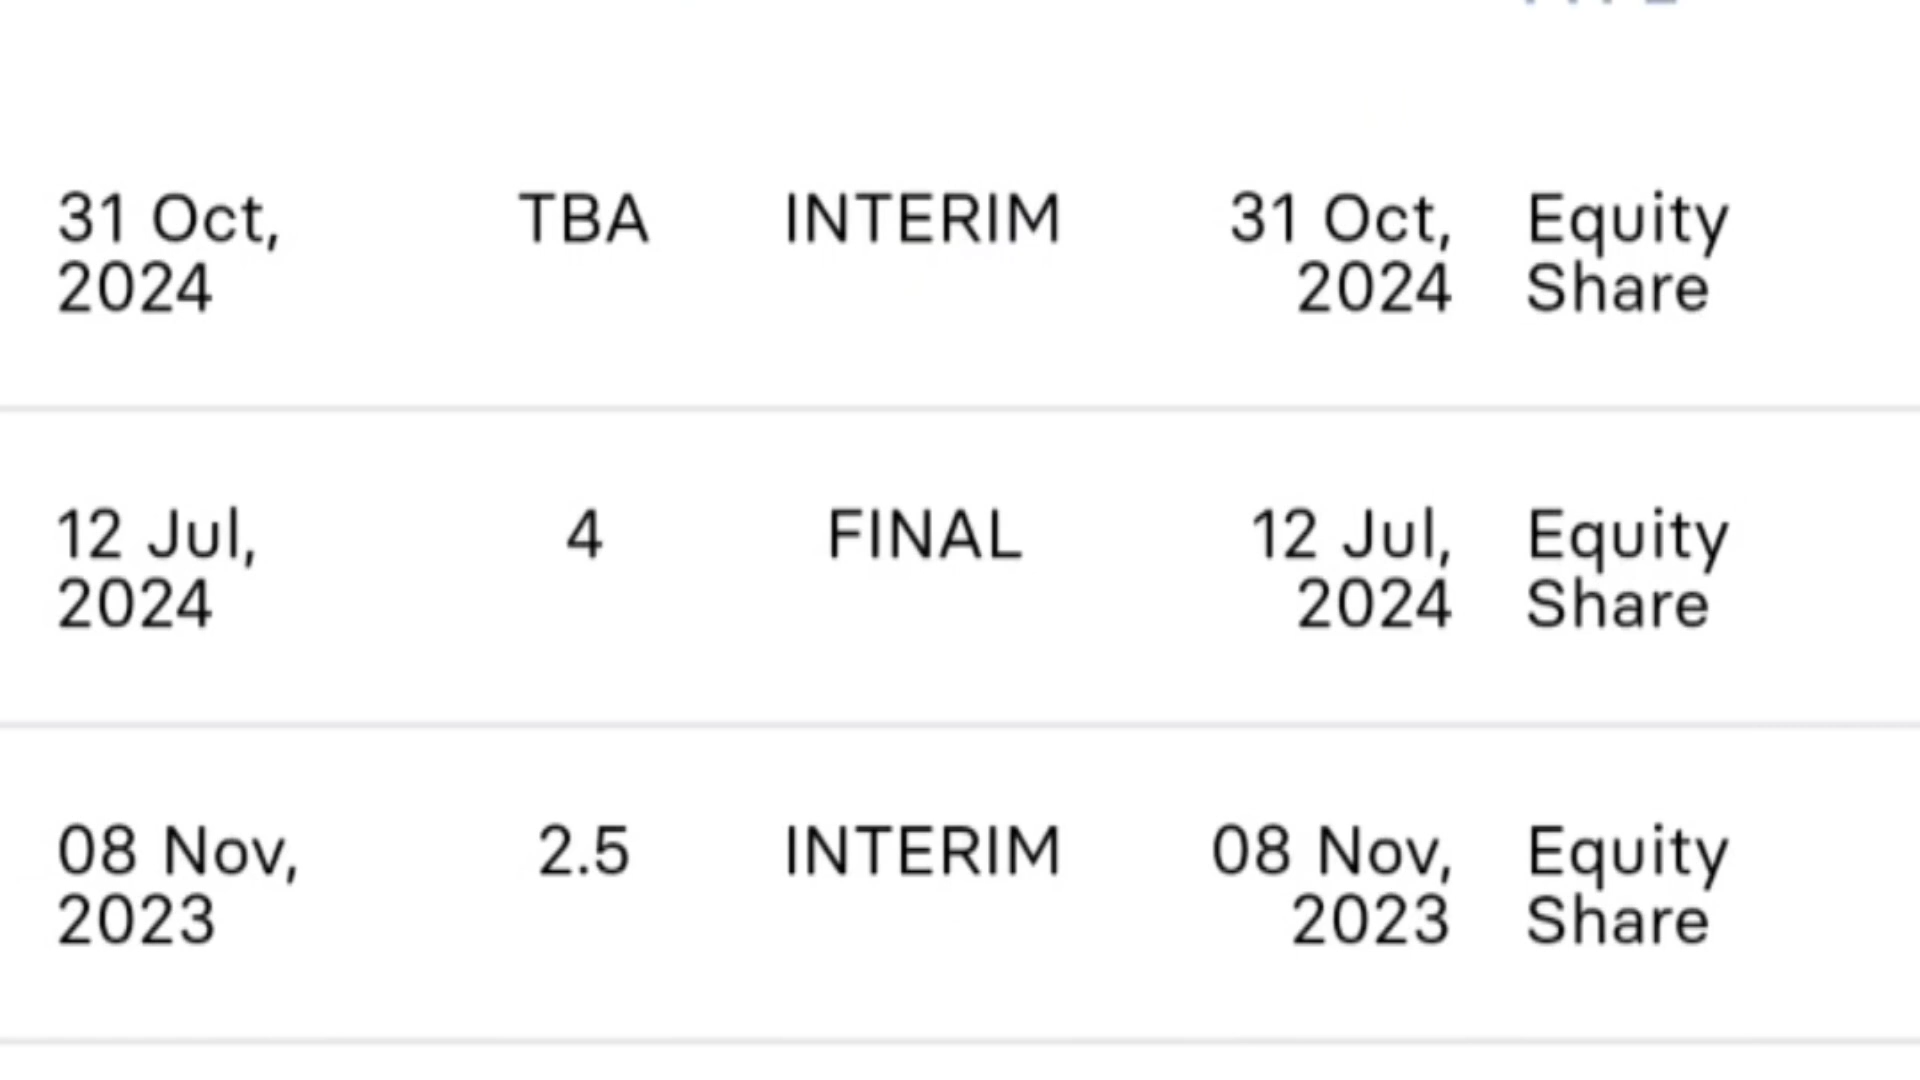 31 Oct, TBA INTERIM 31 Oct, Equity
2024 2024 Share
12 Jul, 4 FINAL 12 Jul, Equity
2024 2024 Share
08 Nov, 2.5 INTERIM 08 Nov, Equity
2023 2023 Share